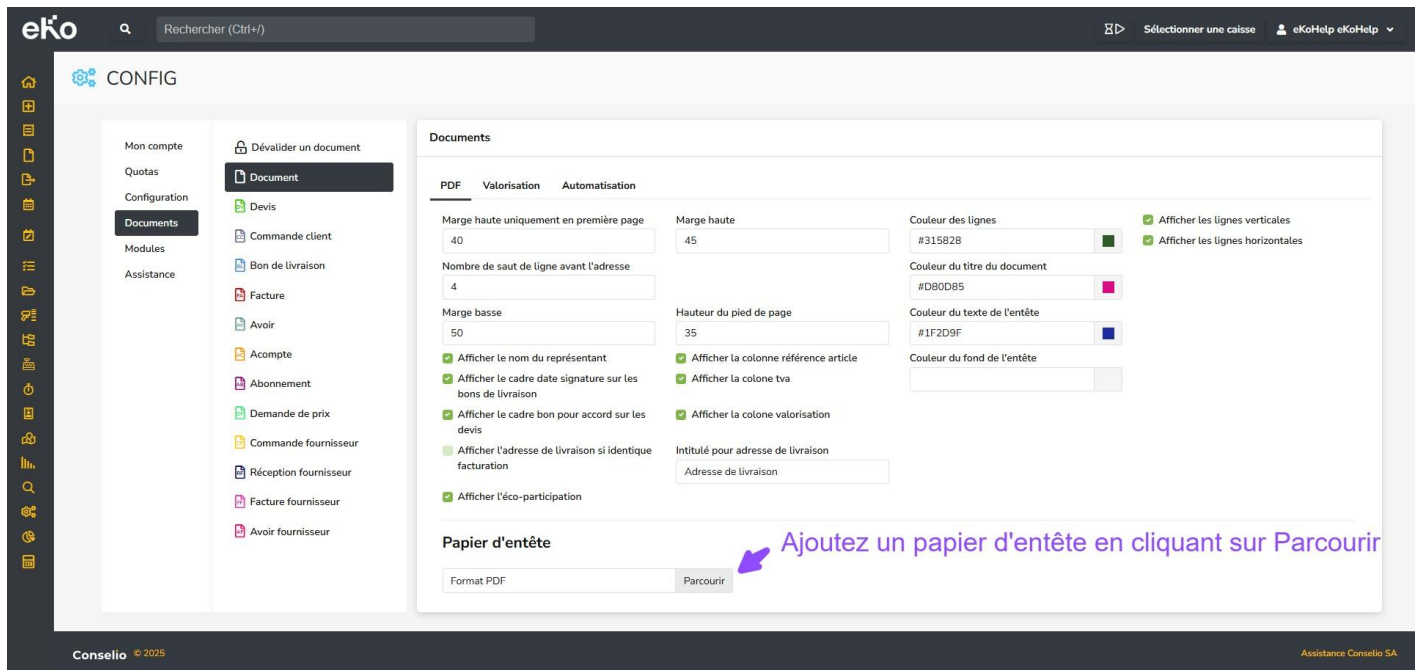 eKo
Rechercher (Ctrl+/)
Sélectionner une caisse
eKoHelp eKoHelp
CONFIG
Mon compte
Quotas
Configuration
Documents
Modules
Assistance
Dévalider un document
Document
Devis
Commande client
Bon de livraison
Facture
Avoir
Acompte
Abonnement
Demande de prix
Commande fournisseur
Réception fournisseur
Facture fournisseur
Avoir fournisseur
Documents
PDF Valorisation Automatisation
Marge haute uniquement en première page
40
Marge haute
45
Couleur des lignes
#315828
Afficher les lignes verticales
Afficher les lignes horizontales
Nombre de saut de ligne avant l'adresse
4
Couleur du titre du document
#D80D85
Marge basse
50
Hauteur du pied de page
35
Couleur du texte de l'entête
#1F2D9F
Afficher le nom du représentant
Afficher la colonne référence article
Couleur du fond de l'entête
Afficher le cadre date signature sur les
bons de livraison
Afficher la colone tva
Afficher le cadre bon pour accord sur les
devis
Afficher la colone valorisation
Afficher l'adresse de livraison si identique
facturation
Intitulé pour adresse de livraison
Adresse de livraison
Afficher l'éco-participation
Papier d'entête
Ajoutez un papier d'entête en cliquant sur Parcourir
Format PDF
Parcourir
Conselio © 2025
Assistance Conselio SA